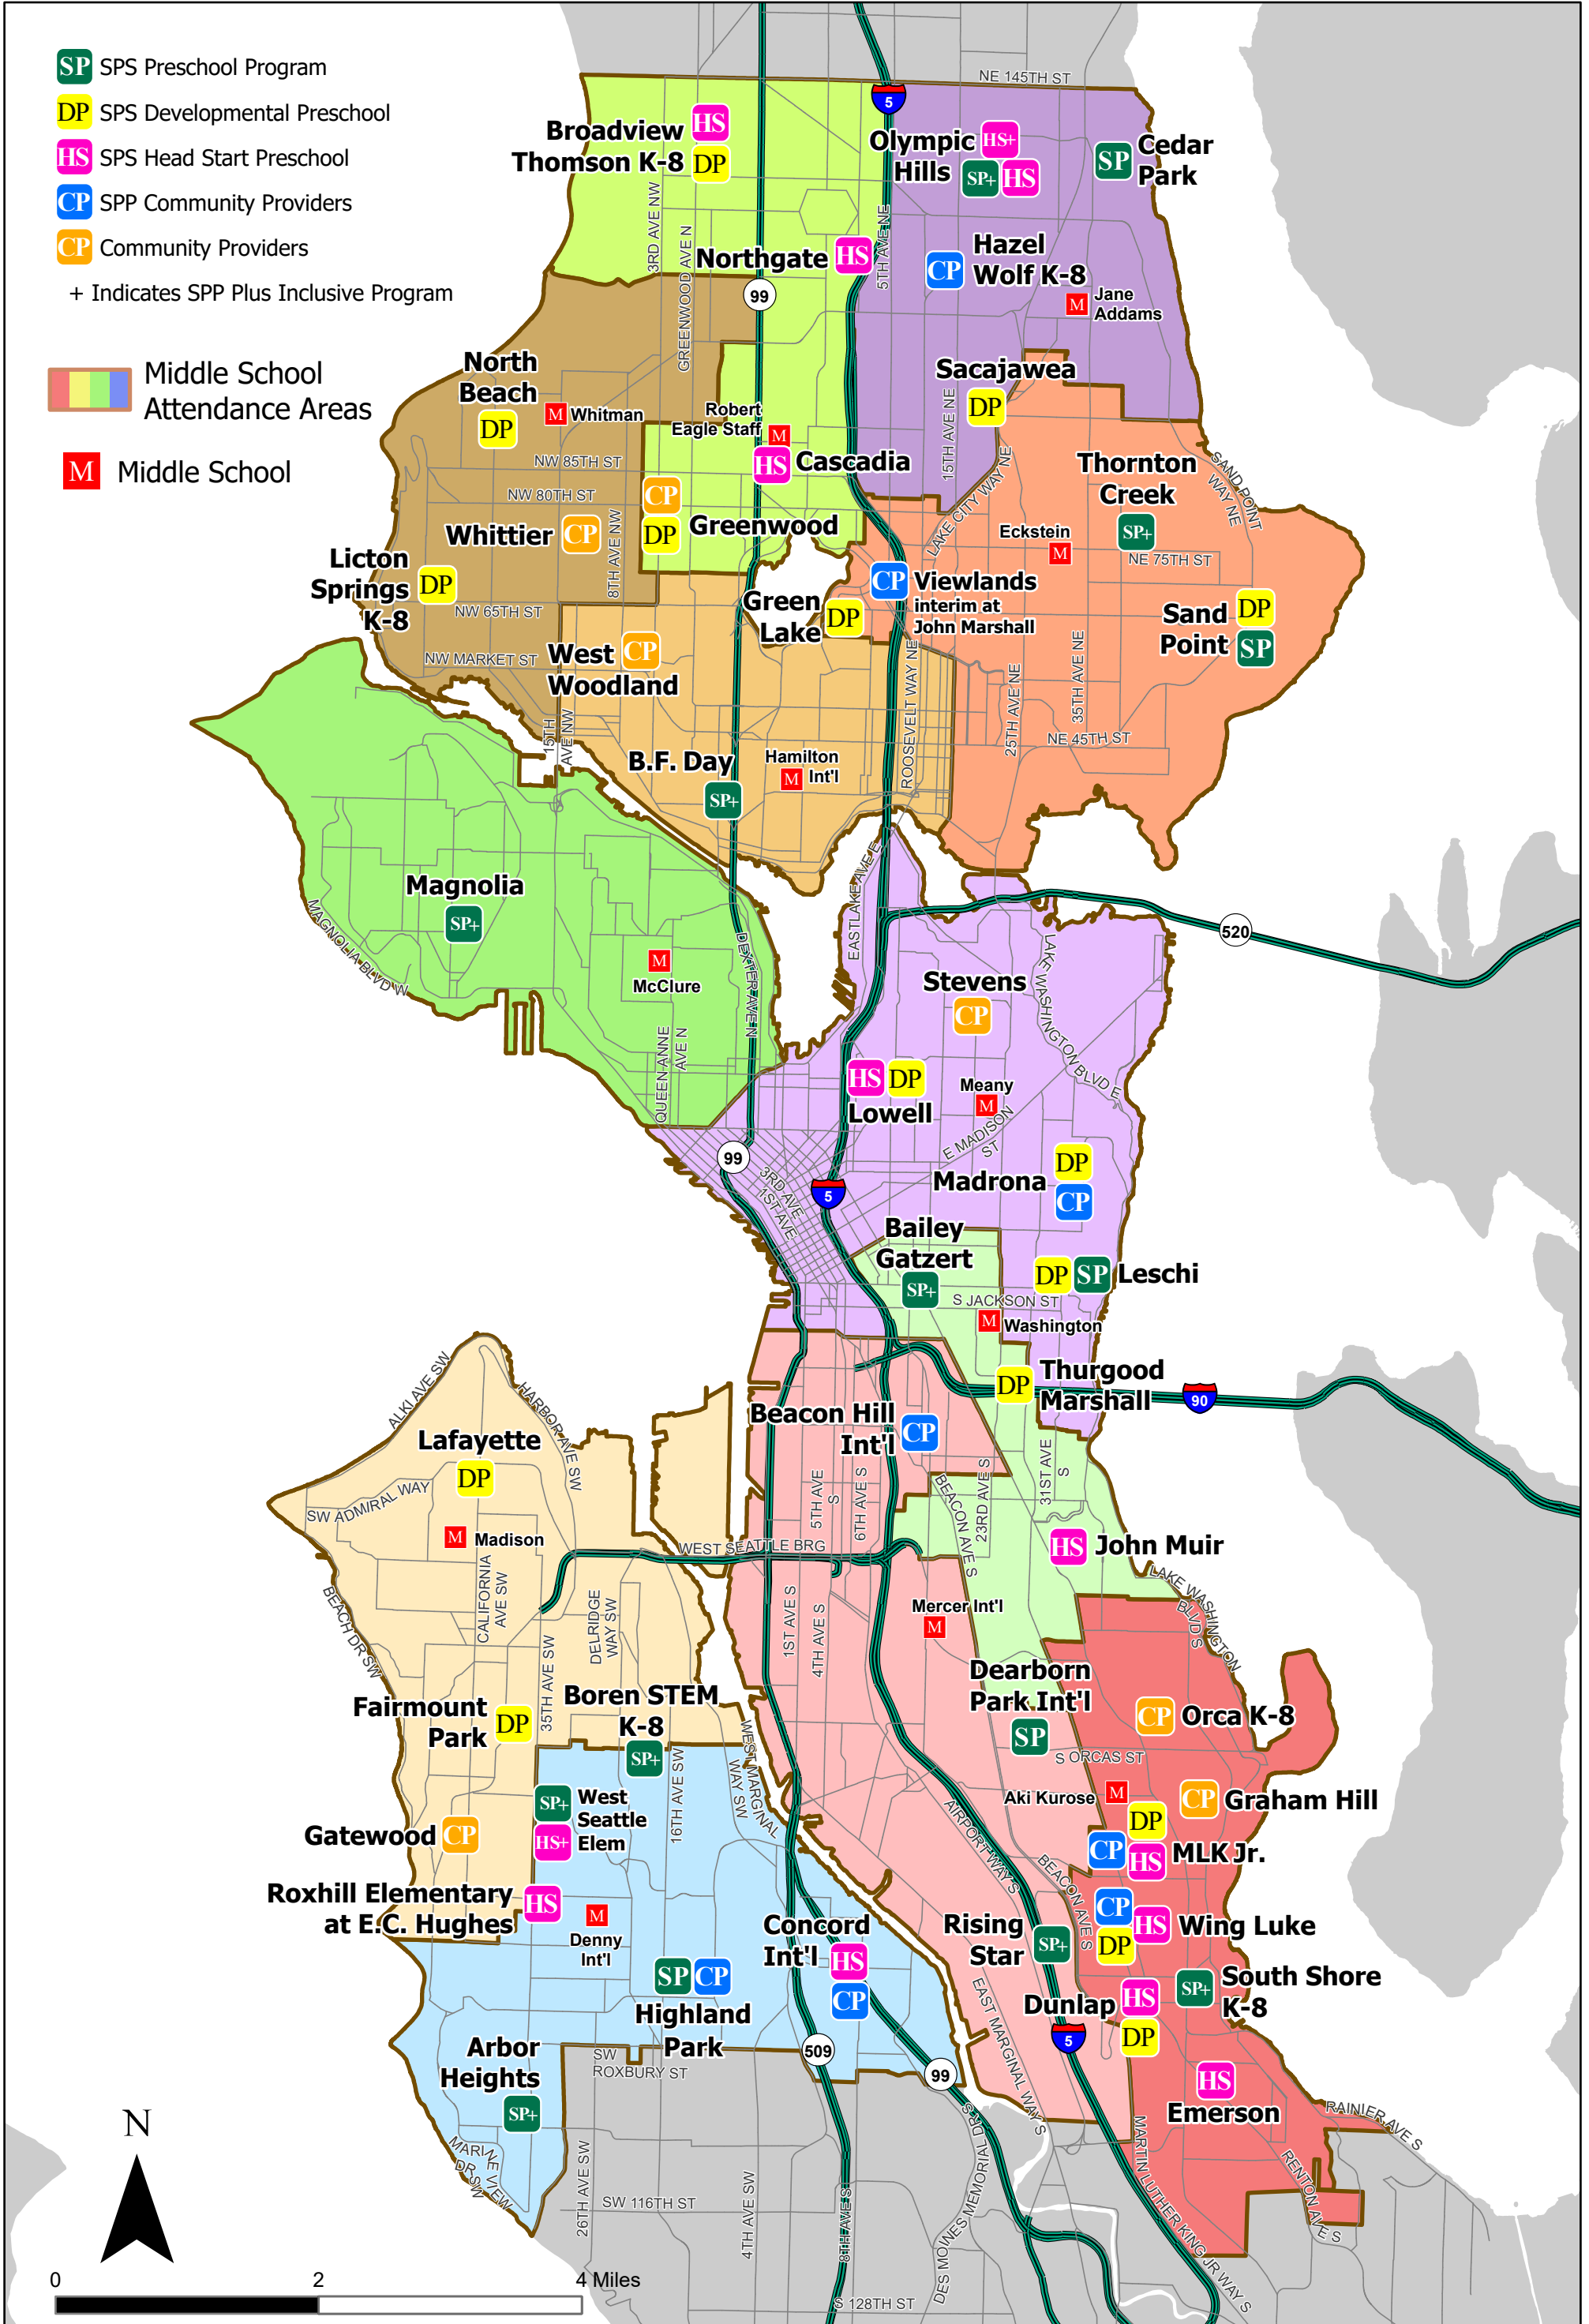 SP SPS Preschool Program
DP SPS Developmental Preschool
HS SPS Head Start Preschool
CP SPP Community Providers
CP Community Providers
+ Indicates SPP Plus Inclusive Program
Middle School
Attendance Areas
M Middle School
NE 145TH ST
5
Broadview
Thomson K-8
HS
DP
Olympic
Hills
HS+
SP+ HS
SP
Cedar
Park
3RD AVE NW
GREENWOOD AVE N
5TH AVE NE
Northgate HS
CP
Hazel
Wolf K-8
99
M
Jane
Addams
North
Beach
DP
M Whitman
Robert
Eagle Staff
M
HS Cascadia
Sacajawea
DP
15TH AVE NE
LAKE CITY WAY NE
SAND POINT
WAY NE
NW 85TH ST
NW 80TH ST
CP
DP
Greenwood
Whittier CP
8TH AVE NW
Thornton
Creek
SP+
Eckstein
M
NE 75TH ST
Licton
Springs
K-8
DP
NW 65TH ST
CP
Viewlands
interim at
John Marshall
Green
Lake
DP
Sand
Point
DP
SP
NW MARKET ST
West
Woodland
CP
15TH
AVE NW
ROOSEVELT WAY NE
25TH AVE NE
35TH AVE NE
NE 45TH ST
B.F. Day
SP+
Hamilton
Int'l
M
EASTLAKE AVE E
Magnolia
SP+
MAGNOLIA BLVD W
M
McClure
DEXTER AVE N
QUEEN ANNE
AVE N
520
LAKE WASHINGTON BLVD E
Stevens
CP
HS DP
Lowell
Meany
M
E MADISON
ST
99
3RD AVE
1ST AVE
5
Madrona
DP
CP
Bailey
Gatzert
SP+
DP SP Leschi
S JACKSON ST
M Washington
DP
Thurgood
Marshall
90
ALKI AVE SW
HARBOR AVE SW
Beacon Hill
Int'l
CP
Lafayette
DP
SW ADMIRAL WAY
M Madison
5TH AVE
S
6TH AVE S
BEACON AVE S
23RD AVE S
31ST AVE
S
WEST SEATTLE BRG
HS John Muir
CALIFORNIA
AVE SW
BEACH DR SW
DELRIDGE
WAY SW
35TH AVE SW
1ST AVE S
4TH AVE S
Mercer Int'l
M
LAKE WASHINGTON
BLVD S
Dearborn
Park Int'l
SP
Fairmount
Park
DP
Boren STEM
K-8
SP+
CP Orca K-8
S ORCAS ST
WEST MARGINAL
WAY SW
16TH AVE SW
SP+
HS+
West
Seattle
Elem
Gatewood CP
Aki Kurose M
CP Graham Hill
DP
CP
HS
MLK Jr.
AIRPORT WAY S
BEACON AVE S
Roxhill Elementary
at E.C. Hughes
HS
M
Denny
Int'l
Concord
Int'l
HS
CP
Rising
Star
SP+
CP
HS
DP
Wing Luke
SP CP
Highland
Park
SP+
South Shore
K-8
Dunlap
HS
DP
EAST MARGINAL WAY S
5
Arbor
Heights
SP+
SW
ROXBURY ST
509
99
HS
Emerson
RAINIER AVE S
RENTON AVE S
MARINE VIEW
DR SW
26TH AVE SW
SW 116TH ST
4TH AVE SW
8TH AVE S
DES MOINES MEMORIAL DR S
MARTIN LUTHER KING JR WAY S
S 128TH ST
N
0 2 4 Miles